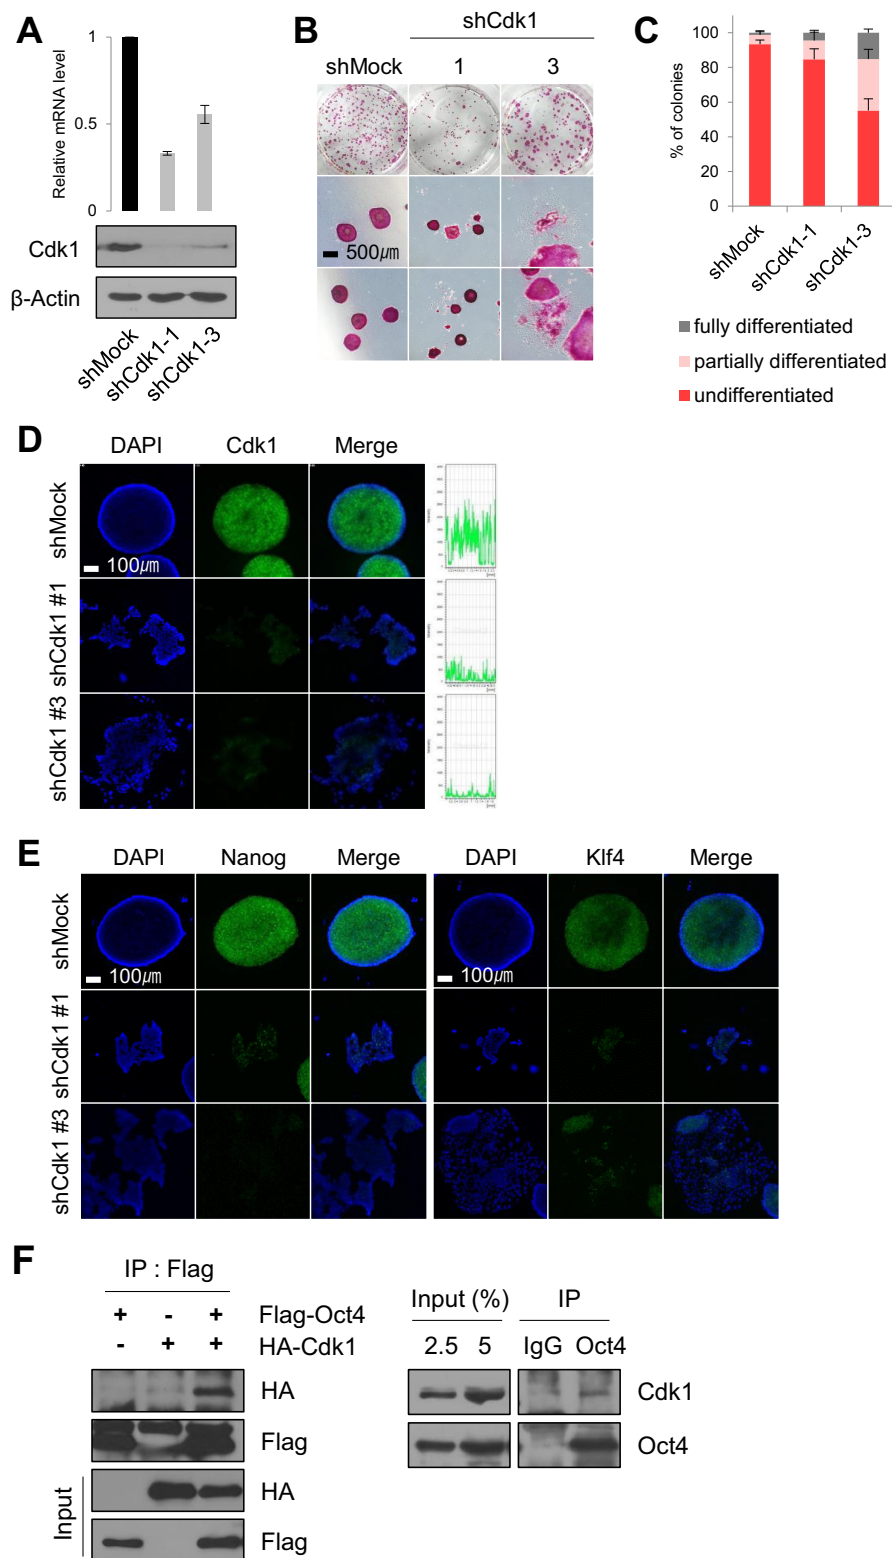 A
Relative mRNA level
1
0.5
0
Cdk1
β-Actin
shMock
shCdk1-1
shCdk1-3
B
shCdk1
shMock
1
3
500㎛
C
% of colonies
100
80
60
40
20
0
shMock
shCdk1-1
shCdk1-3
fully differentiated
partially differentiated
undifferentiated
D
DAPI
Cdk1
Merge
shMock
100㎛
shCdk1 #1
shCdk1 #3
E
DAPI
Nanog
Merge
DAPI
Klf4
Merge
shMock
100㎛
100㎛
shCdk1 #1
shCdk1 #3
F
IP : Flag
+ - + Flag-Oct4
- + + HA-Cdk1
HA
Flag
Input
HA
Flag
Input (%)
IP
2.5 5 IgG Oct4
Cdk1
Oct4